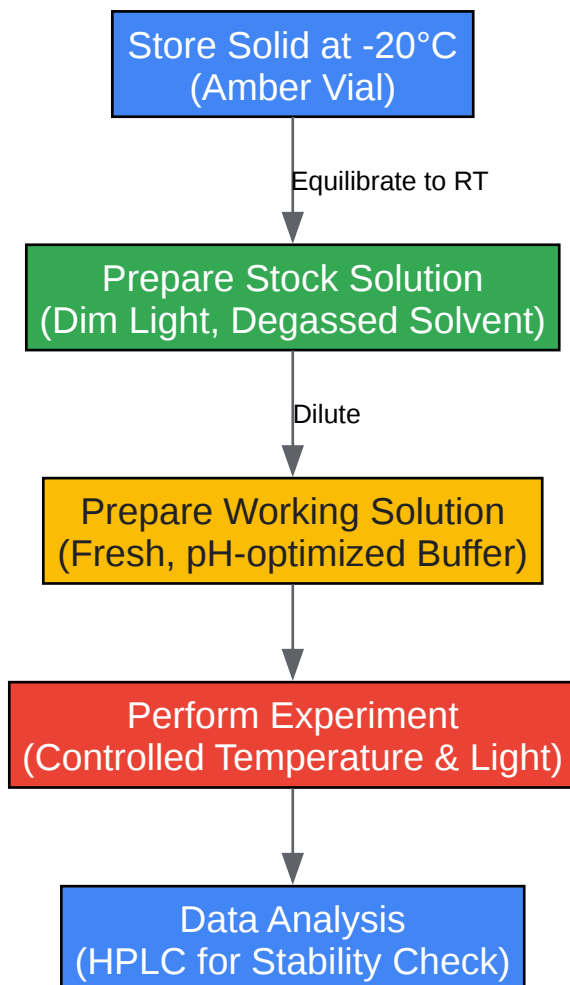 Store Solid at -20°C
(Amber Vial)
Equilibrate to RT
Prepare Stock Solution
(Dim Light, Degassed Solvent)
Dilute
Prepare Working Solution
(Fresh, pH-optimized Buffer)
Perform Experiment
(Controlled Temperature & Light)
Data Analysis
(HPLC for Stability Check)